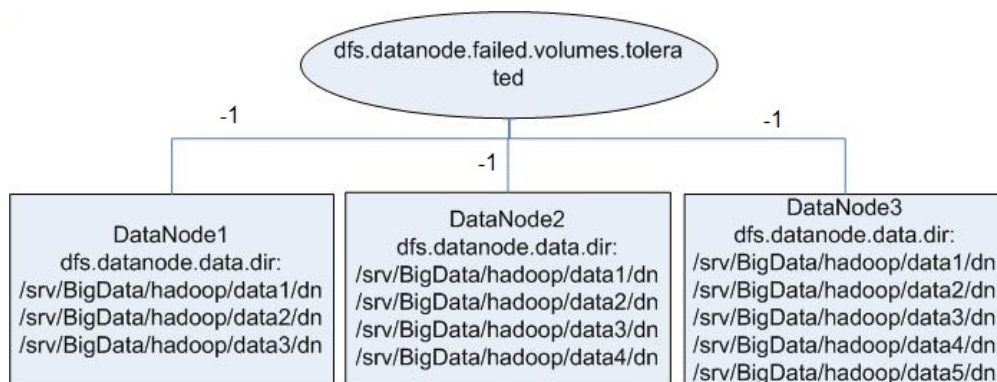 dfs.datanode.failed.volumes.tolera
ted
-1
-1
-1
DataNode1
dfs.datanode.data.dir:
/srv/BigData/hadoop/data1/dn
/srv/BigData/hadoop/data2/dn
/srv/BigData/hadoop/data3/dn
DataNode2
dfs.datanode.data.dir:
/srv/BigData/hadoop/data1/dn
/srv/BigData/hadoop/data2/dn
/srv/BigData/hadoop/data3/dn
/srv/BigData/hadoop/data4/dn
DataNode3
dfs.datanode.data.dir:
/srv/BigData/hadoop/data1/dn
/srv/BigData/hadoop/data2/dn
/srv/BigData/hadoop/data3/dn
/srv/BigData/hadoop/data4/dn
/srv/BigData/hadoop/data5/dn